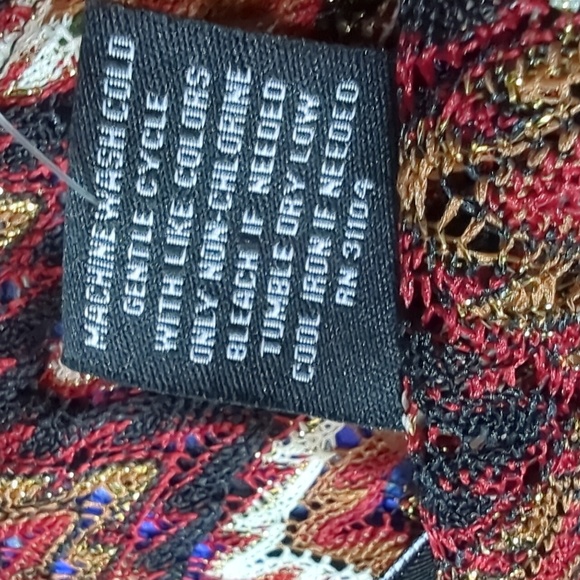 MACHINE WASH COLD
GENTLE CYCLE
WITH LIKE COLORS
ONLY NON-CHLORINE
BLEACH IF NEEDED
TUMBLE DRY LOW
COOL IRON IF NEEDED
RN 31109